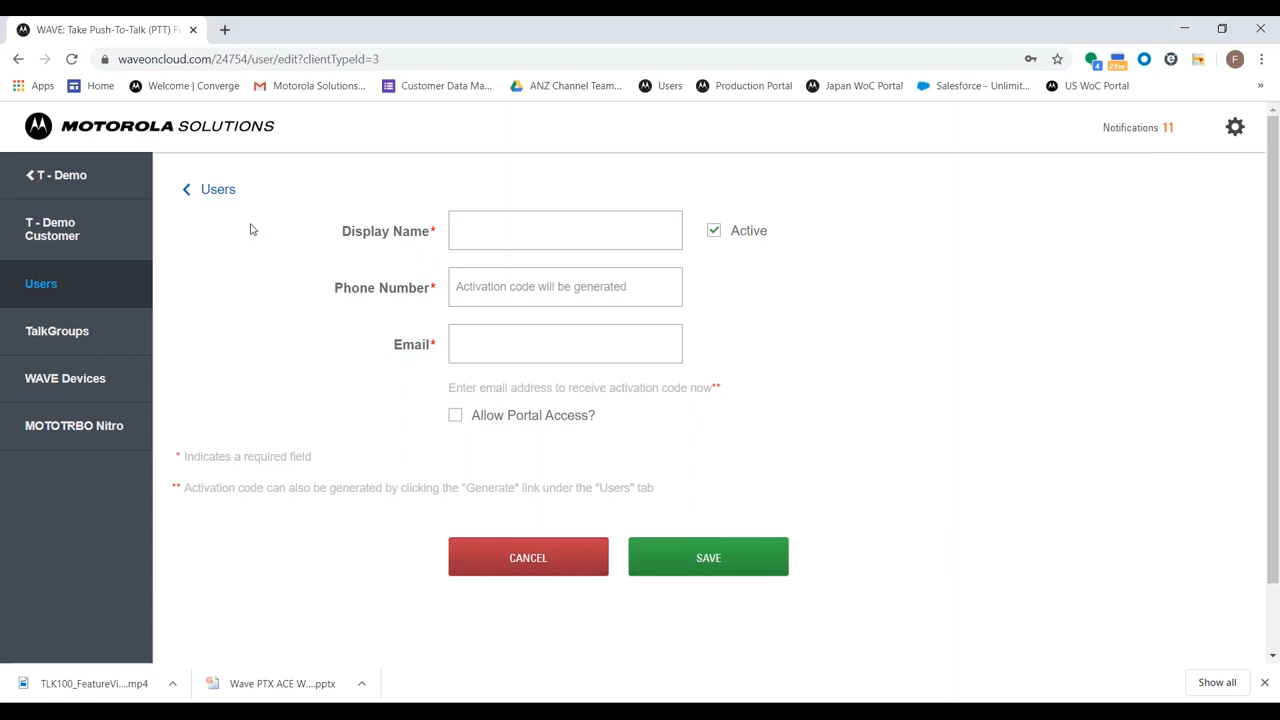 WAVE: Take Push-To-Talk (PTT) F
waveoncloud.com/24754/user/edit?clientTypeId=3
4
23m
F
Apps
Home
Welcome | Converge
Motorola Solutions...
Customer Data Ma...
ANZ Channel Team...
Users
Production Portal
Japan WoC Portal
Salesforce - Unlimit...
US WoC Portal
»
MOTOROLA SOLUTIONS
Notifications 11
T - Demo
T - Demo
Customer
Users
TalkGroups
WAVE Devices
MOTOTRBO Nitro
Users
Display Name*
Active
Phone Number*
Activation code will be generated
Email*
Enter email address to receive activation code now**
Allow Portal Access?
* Indicates a required field
** Activation code can also be generated by clicking the "Generate" link under the "Users" tab
CANCEL
SAVE
TLK100_FeatureVi....mp4
Wave PTX ACE W....pptx
Show all